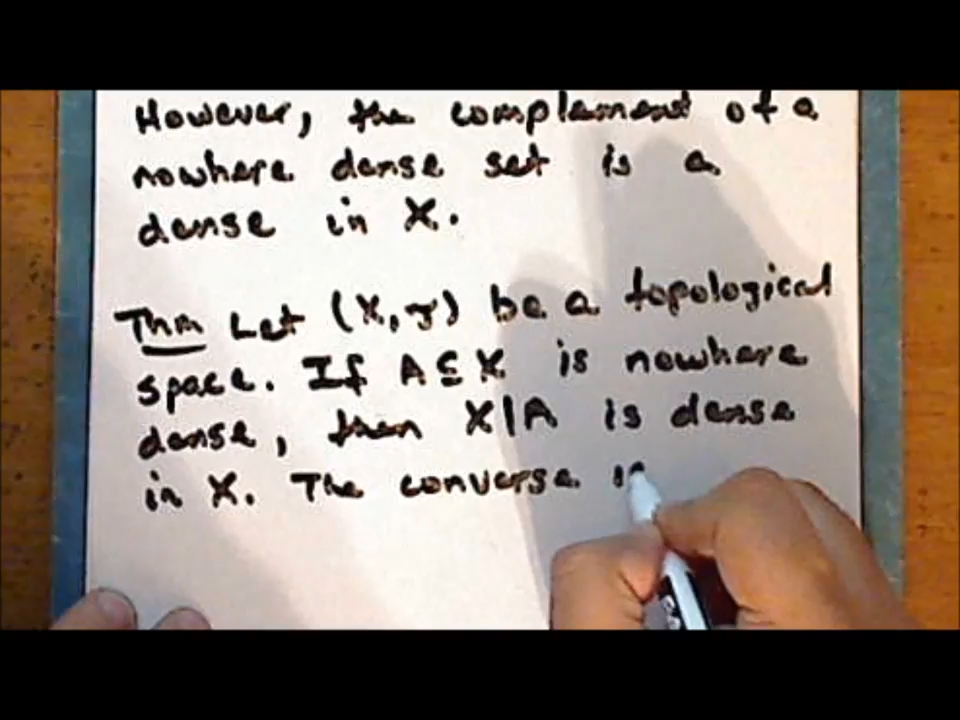 However, the complement of a
nowhere dense set is a
dense in X.
Thm Let (X, τ) be a topological
space. If A ⊆ X is nowhere
dense, then X|A is dense
in X. The converse is